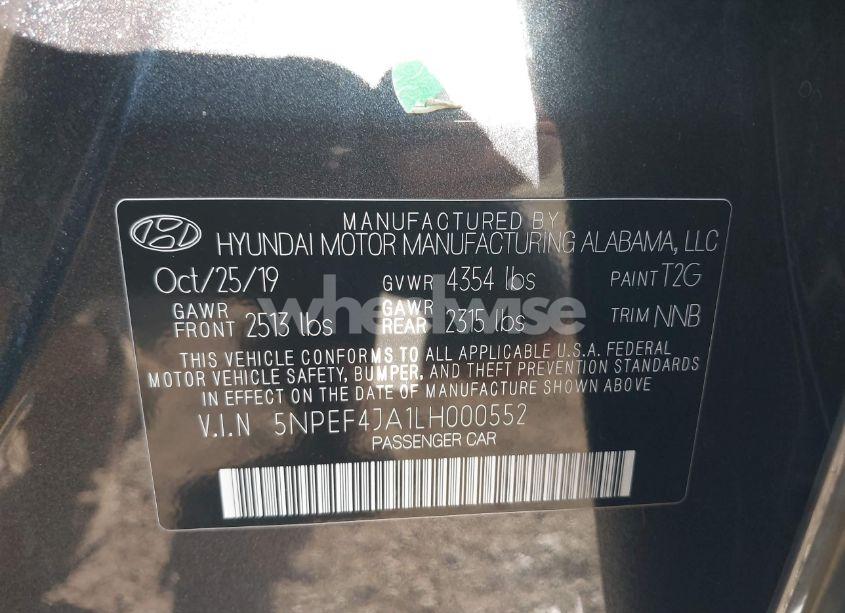 MANUFACTURED BY
HYUNDAI MOTOR MANUFACTURING ALABAMA, LLC
Oct/25/19 GVWR 4354 lbs PAINT T2G
GAWR FRONT 2513 lbs GAWR REAR 2315 lbs TRIM NNB
wheelwise
THIS VEHICLE CONFORMS TO ALL APPLICABLE U.S.A. FEDERAL
MOTOR VEHICLE SAFETY, BUMPER, AND THEFT PREVENTION STANDARDS
IN EFFECT ON THE DATE OF MANUFACTURE SHOWN ABOVE
V.I.N 5NPEF4JA1LH000552
PASSENGER CAR